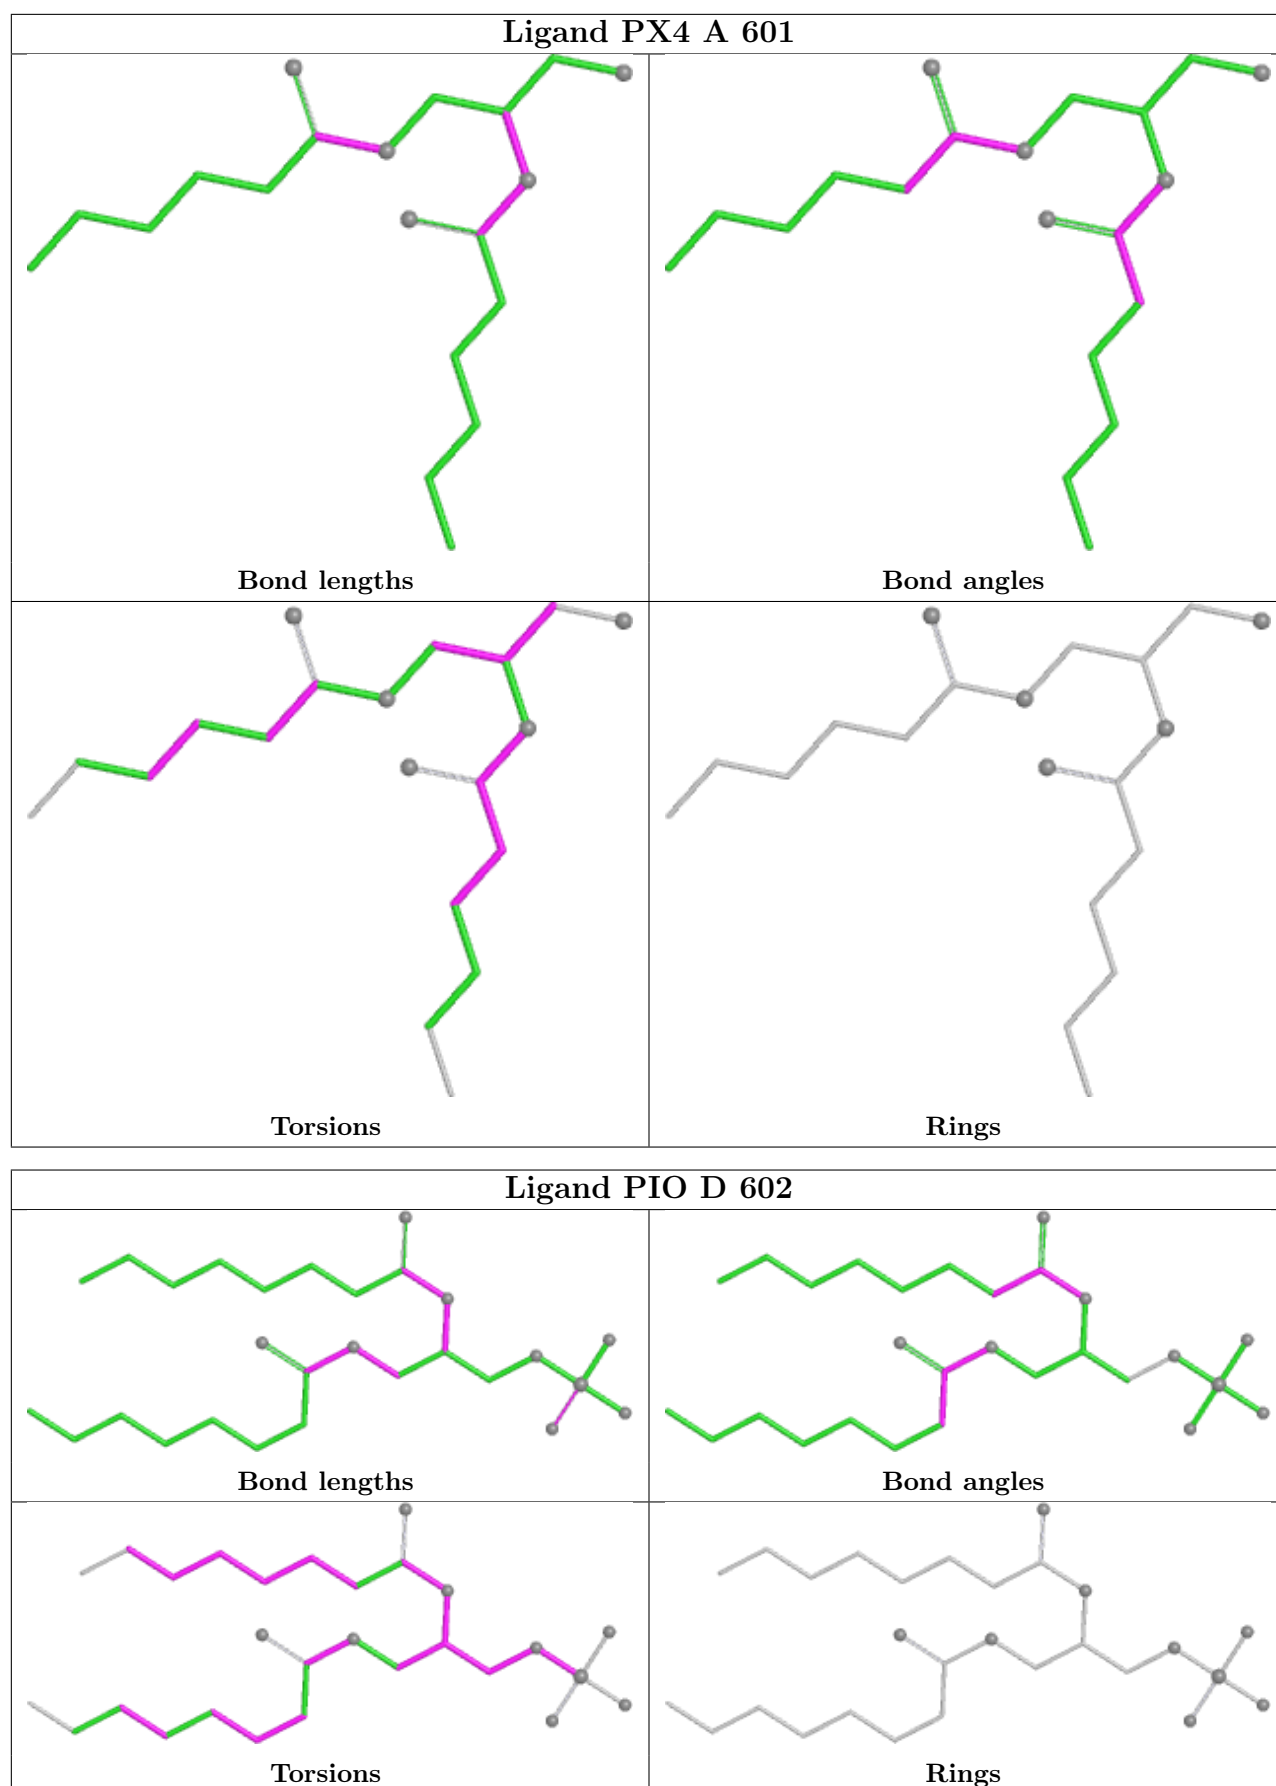 Ligand PX4 A 601
Bond lengths
Bond angles
Torsions
Rings
Ligand PIO D 602
Bond lengths
Bond angles
Torsions
Rings